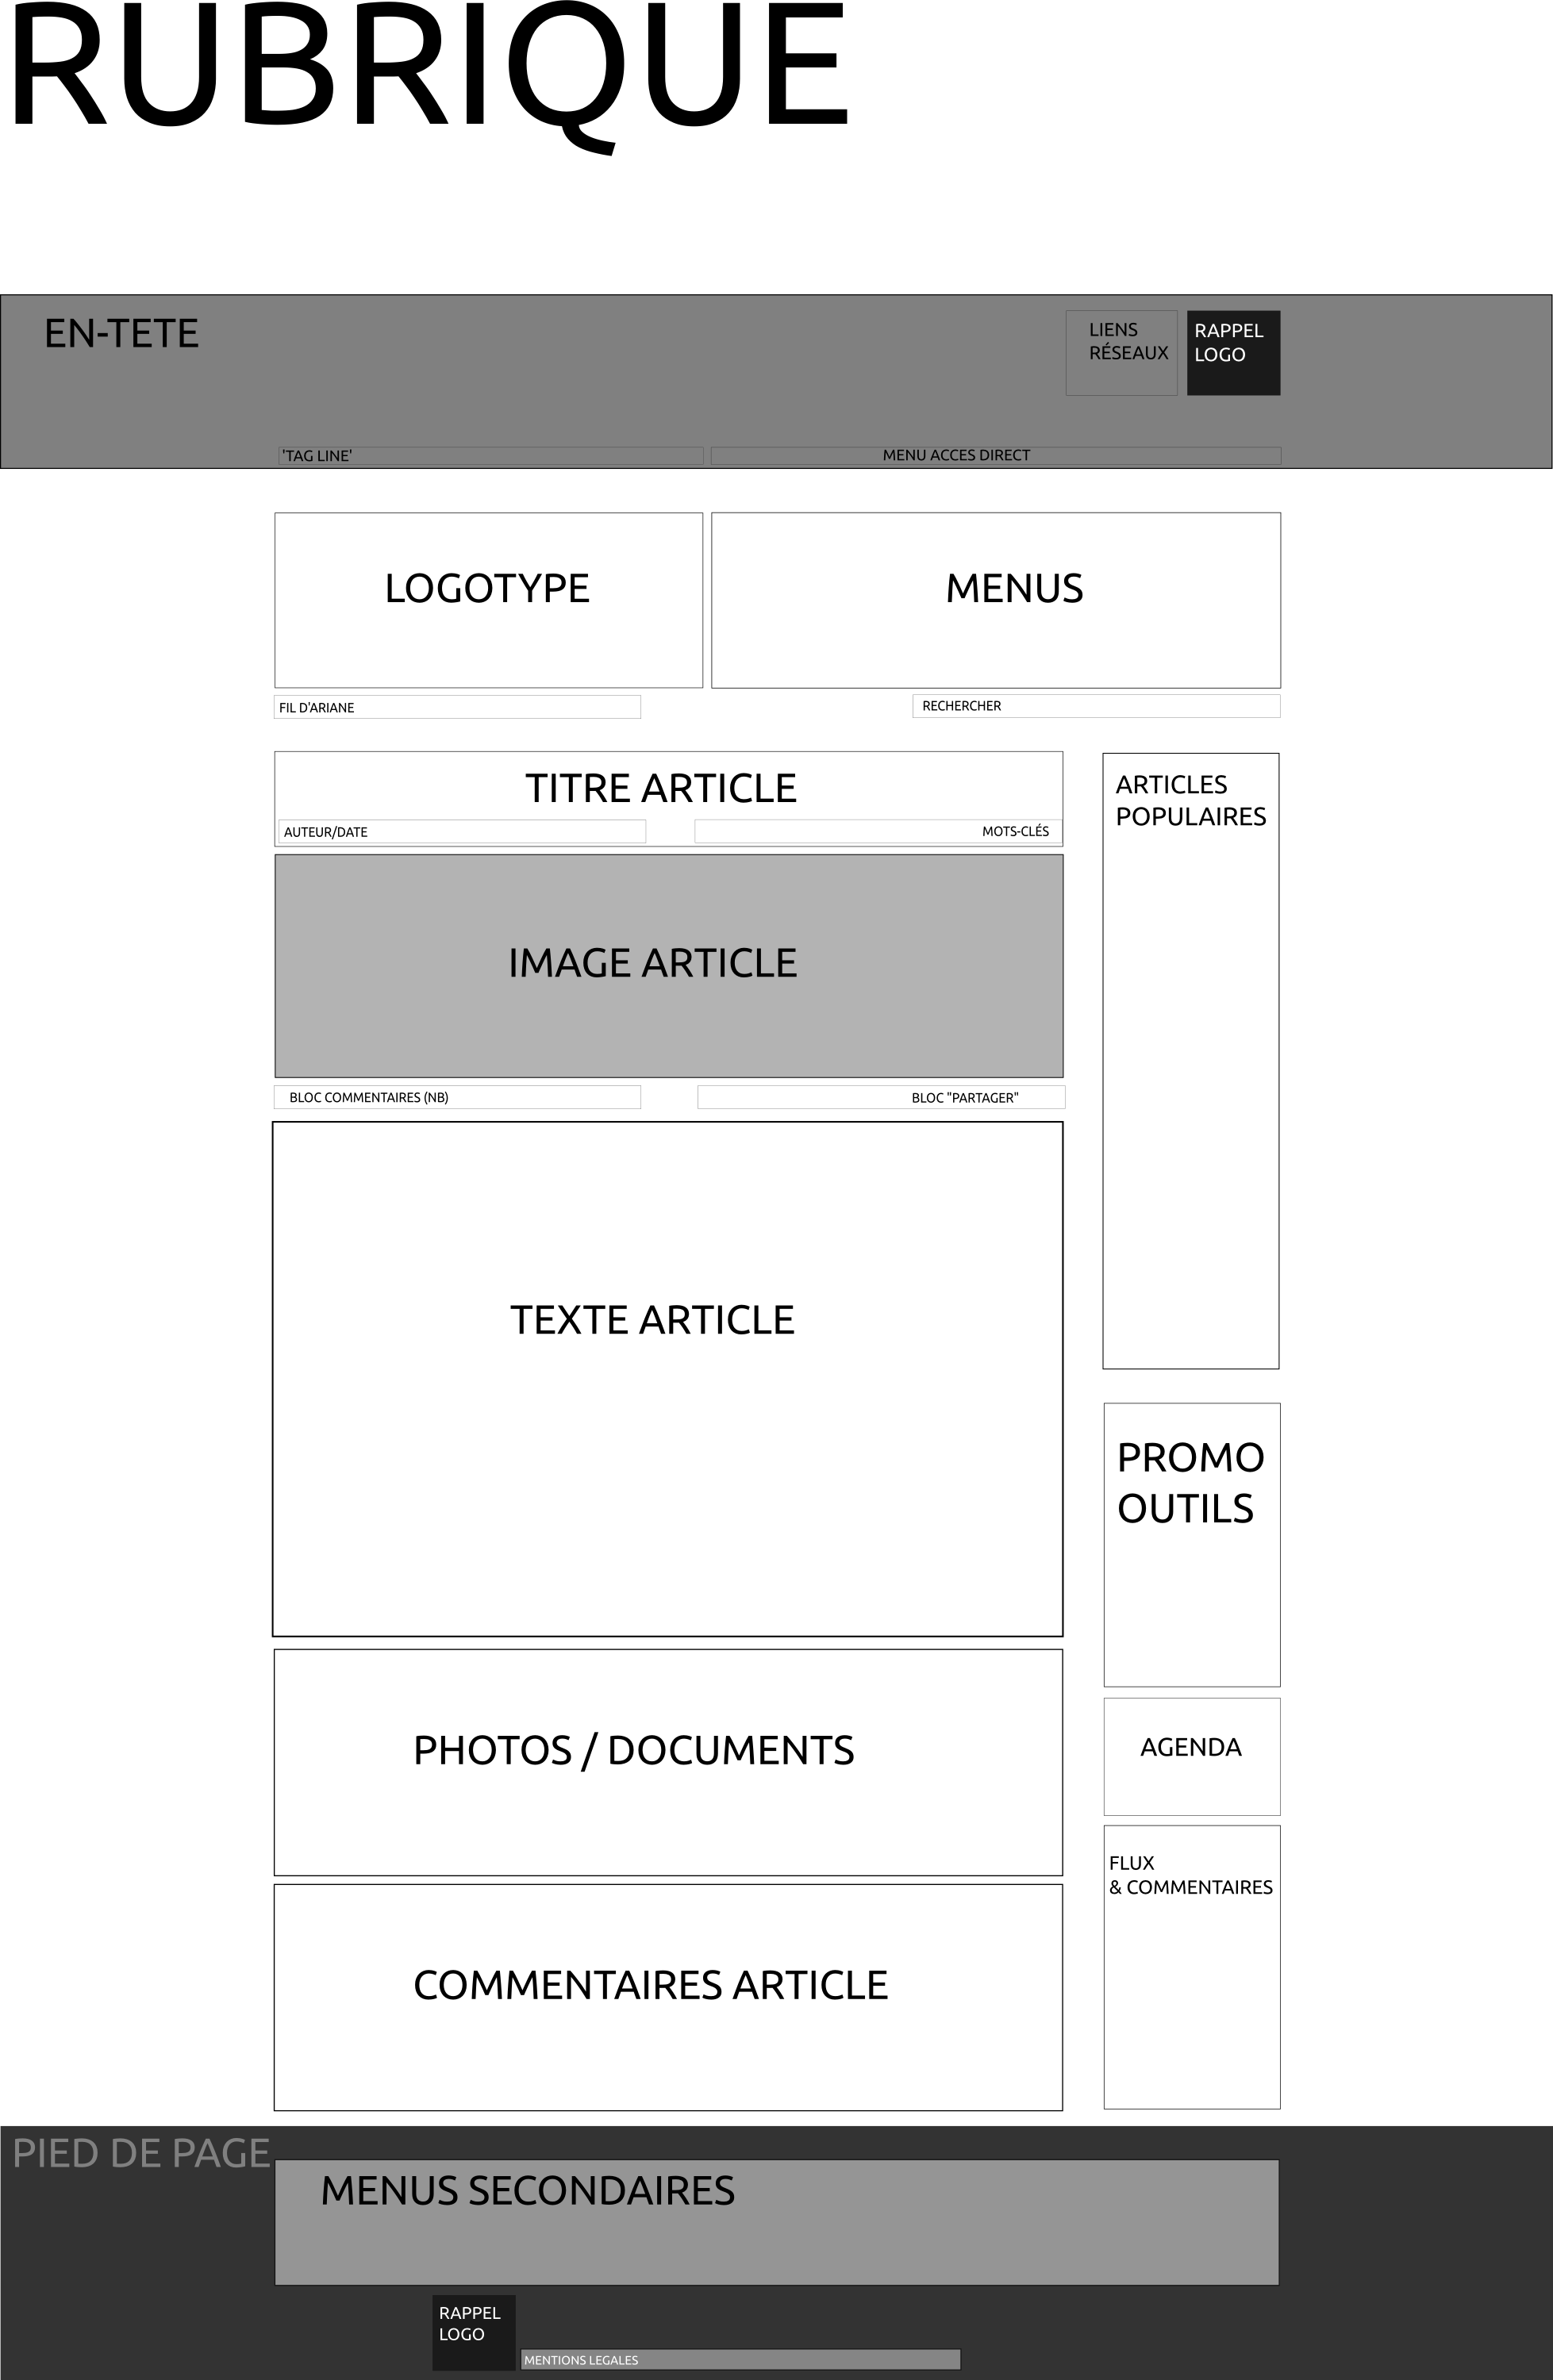 RUBRIQUE
EN-TETE
LIENS
RÉSEAUX
RAPPEL
LOGO
'TAG LINE'
MENU ACCES DIRECT
LOGOTYPE
MENUS
FIL D'ARIANE
RECHERCHER
TITRE ARTICLE
AUTEUR/DATE
MOTS-CLÉS
ARTICLES
POPULAIRES
IMAGE ARTICLE
BLOC COMMENTAIRES (NB)
BLOC "PARTAGER"
TEXTE ARTICLE
PROMO
OUTILS
PHOTOS / DOCUMENTS
AGENDA
FLUX
& COMMENTAIRES
COMMENTAIRES ARTICLE
PIED DE PAGE
MENUS SECONDAIRES
RAPPEL
LOGO
MENTIONS LEGALES